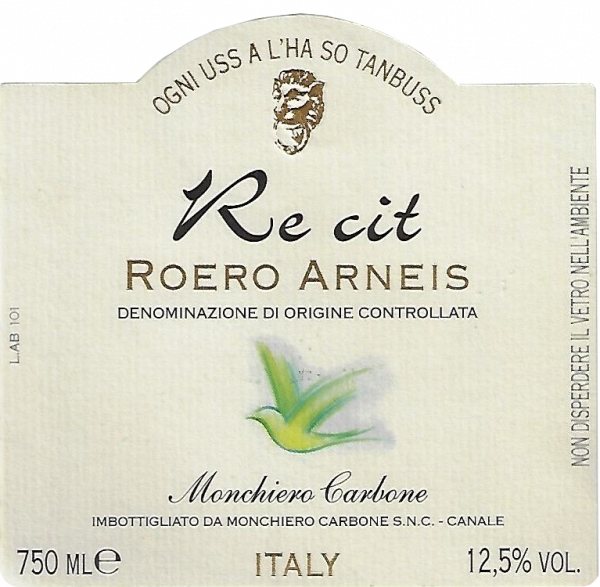 OGNI USS A L'HA SO TANBUSS
Re cit
ROERO ARNEIS
DENOMINAZIONE DI ORIGINE CONTROLLATA
L.AB 101
NON DISPERDERE IL VETRO NELL'AMBIENTE
Monchiero Carbone
IMBOTTIGLIATO DA MONCHIERO CARBONE S.N.C. - CANALE
750 ML e ITALY 12,5% VOL.